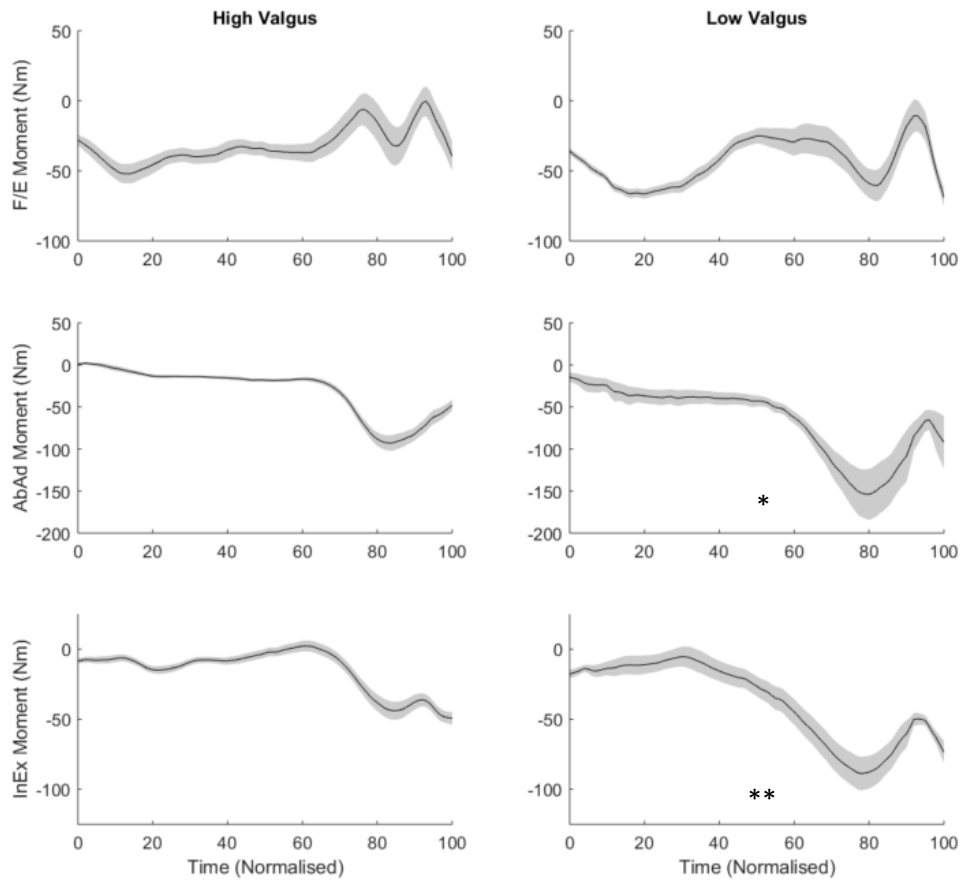 High Valgus
Low Valgus
F/E Moment (Nm)
50
0
-50
-100
0 20 40 60 80 100
50
0
-50
-100
0 20 40 60 80 100
AbAd Moment (Nm)
50
0
-50
-100
-150
-200
0 20 40 60 80 100
50
0
-50
-100
-150
-200
*
0 20 40 60 80 100
InEx Moment (Nm)
0
-50
-100
0 20 40 60 80 100
Time (Normalised)
0
-50
-100
**
0 20 40 60 80 100
Time (Normalised)